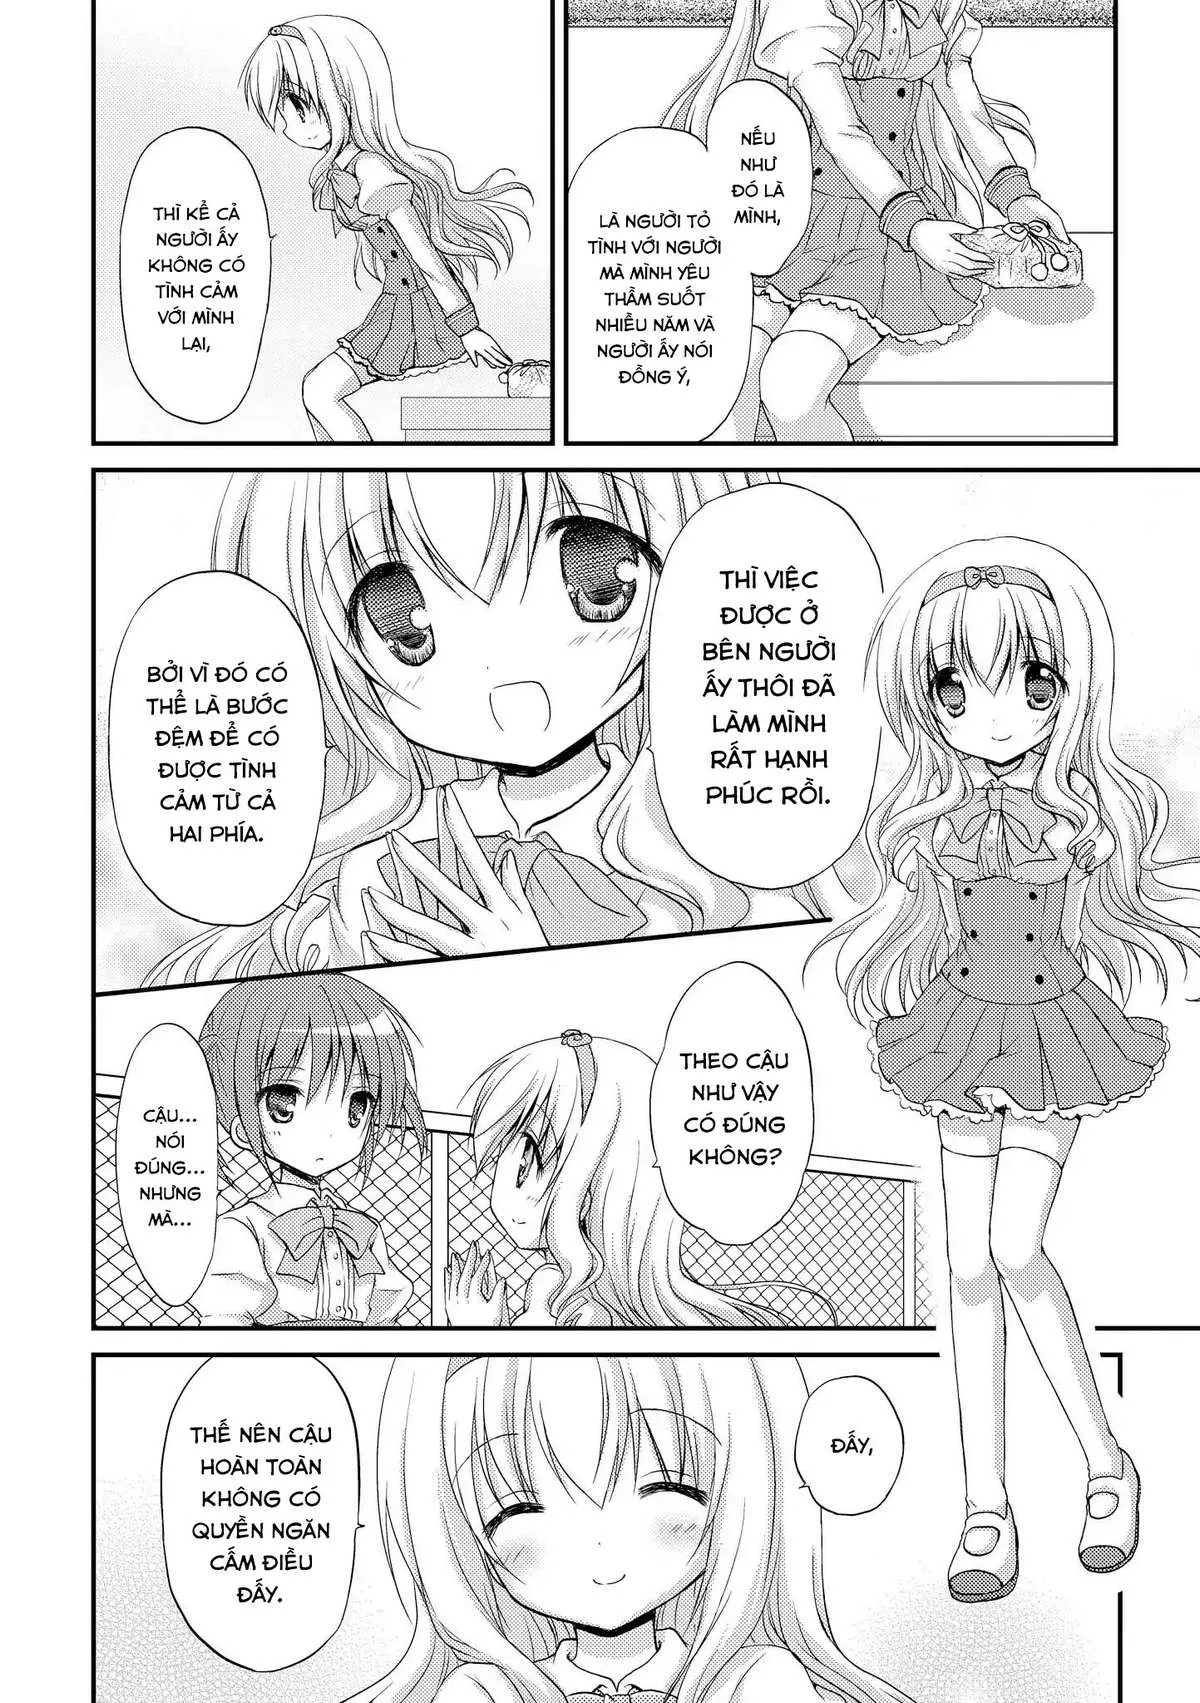 NẾU
NHƯ
ĐÓ LÀ
MÌNH,
LÀ NGƯỜI TỎ
TÌNH VỚI NGƯỜI
MÀ MÌNH YÊU
THẦM SUỐT
NHIỀU NĂM VÀ
NGƯỜI ẤY NÓI
ĐỒNG Ý,
THÌ KỂ CẢ
NGƯỜI ẤY
KHÔNG CÓ
TÌNH CẢM
VỚI MÌNH
LẠI,
THÌ VIỆC
ĐƯỢC Ở
BÊN NGƯỜI
ẤY THÔI ĐÃ
LÀM MÌNH
RẤT HẠNH
PHÚC RỒI.
BỞI VÌ ĐÓ CÓ
THỂ LÀ BƯỚC
ĐỆM ĐỂ CÓ
ĐƯỢC TÌNH
CẢM TỪ CẢ
HAI PHÍA.
THEO CẬU
NHƯ VẬY
CÓ ĐÚNG
KHÔNG?
CẬU...
NÓI
ĐÚNG...
NHƯNG
MÀ...
ĐẤY,
THẾ NÊN CẬU
HOÀN TOÀN
KHÔNG CÓ
QUYỀN NGĂN
CẤM ĐIỀU
ĐẤY.